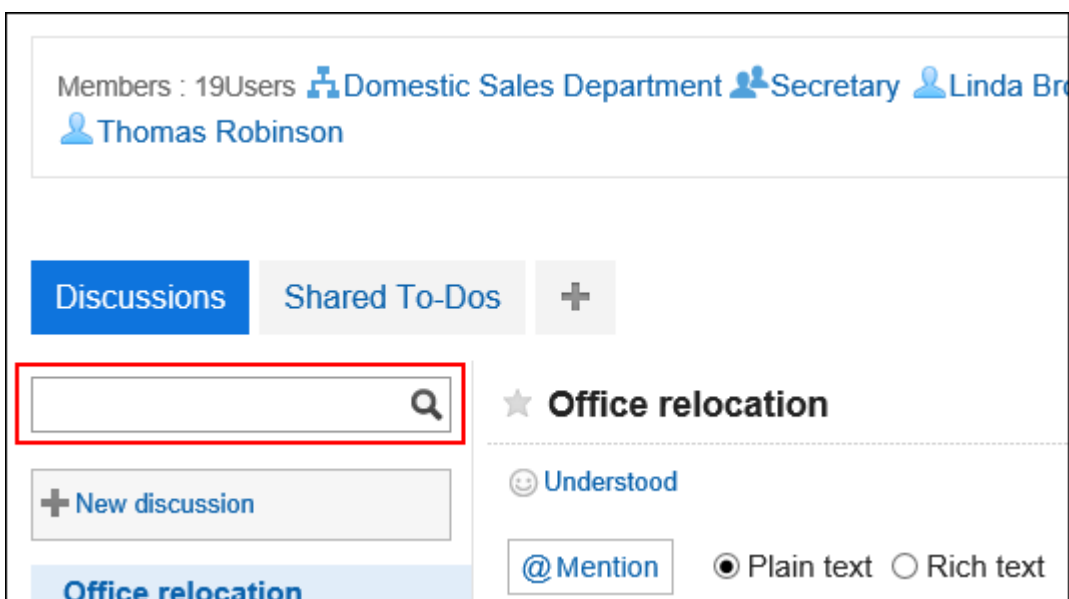 Members : 19Users Domestic Sales Department Secretary Linda
Thomas Robinson
Discussions Shared To-Dos
Office relocation
New discussion
Understood
@Mention Plain text Rich text
Office relocation